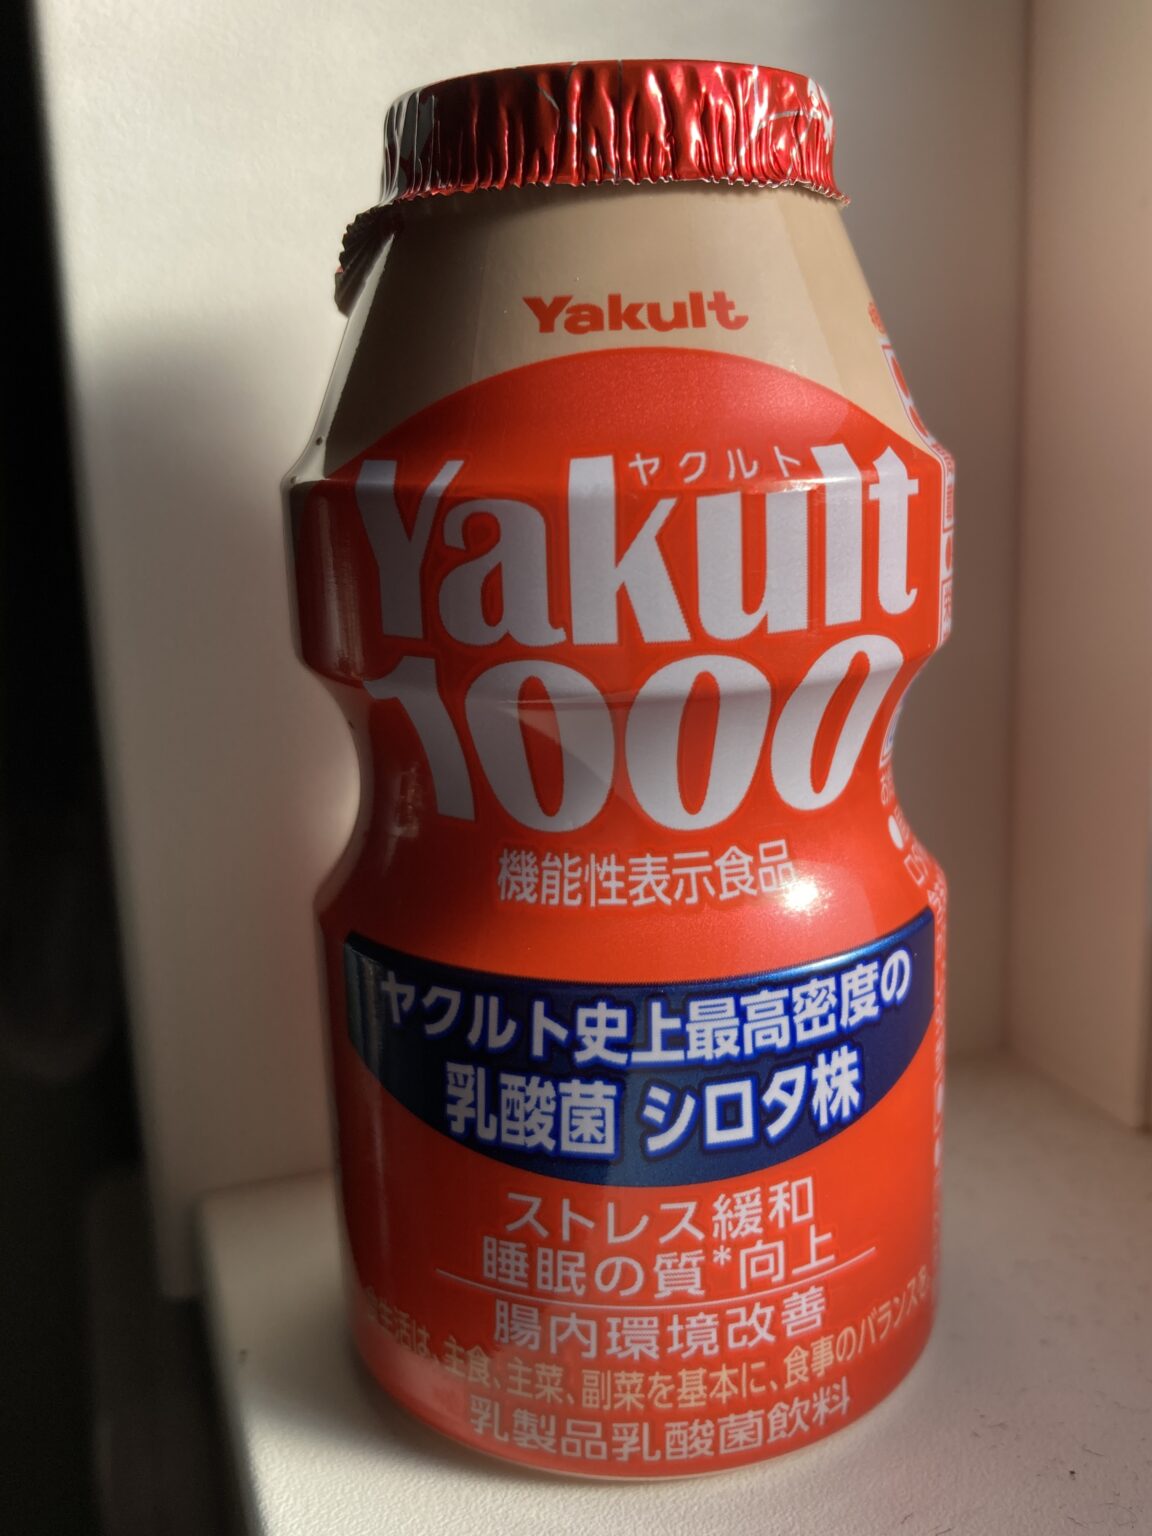 Yakult
ヤクルト
Yakult
1000
機能性表示食品
ヤクルト史上最高密度の
乳酸菌 シロタ株
ストレス緩和
睡眠の質*向上
腸内環境改善
食生活は、主食、主菜、副菜を基本に、食事のバランスを。
乳製品乳酸菌飲料